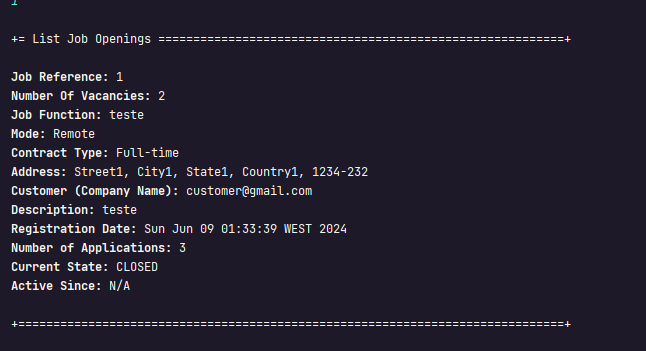 1
+= List Job Openings ==========================================================+
Job Reference: 1
Number Of Vacancies: 2
Job Function: teste
Mode: Remote
Contract Type: Full-time
Address: Street1, City1, State1, Country1, 1234-232
Customer (Company Name): customer@gmail.com
Description: teste
Registration Date: Sun Jun 09 01:33:39 WEST 2024
Number of Applications: 3
Current State: CLOSED
Active Since: N/A
+==============================================================================+